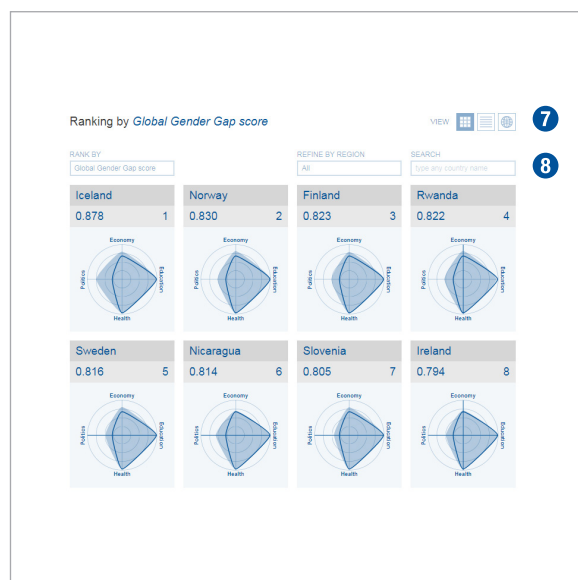 Ranking by Global Gender Gap score
VIEW
7
RANK BY
REFINE BY REGION
SEARCH
8
Global Gender Gap score
All
type any country name
Iceland
Norway
Finland
Rwanda
0.878 1
0.830 2
0.823 3
0.822 4
Economy
Economy
Economy
Economy
Politics
Education
Politics
Education
Politics
Education
Politics
Education
Health
Health
Health
Health
Sweden
Nicaragua
Slovenia
Ireland
0.816 5
0.814 6
0.805 7
0.794 8
Economy
Economy
Economy
Economy
Politics
Education
Politics
Education
Politics
Education
Politics
Education
Health
Health
Health
Health